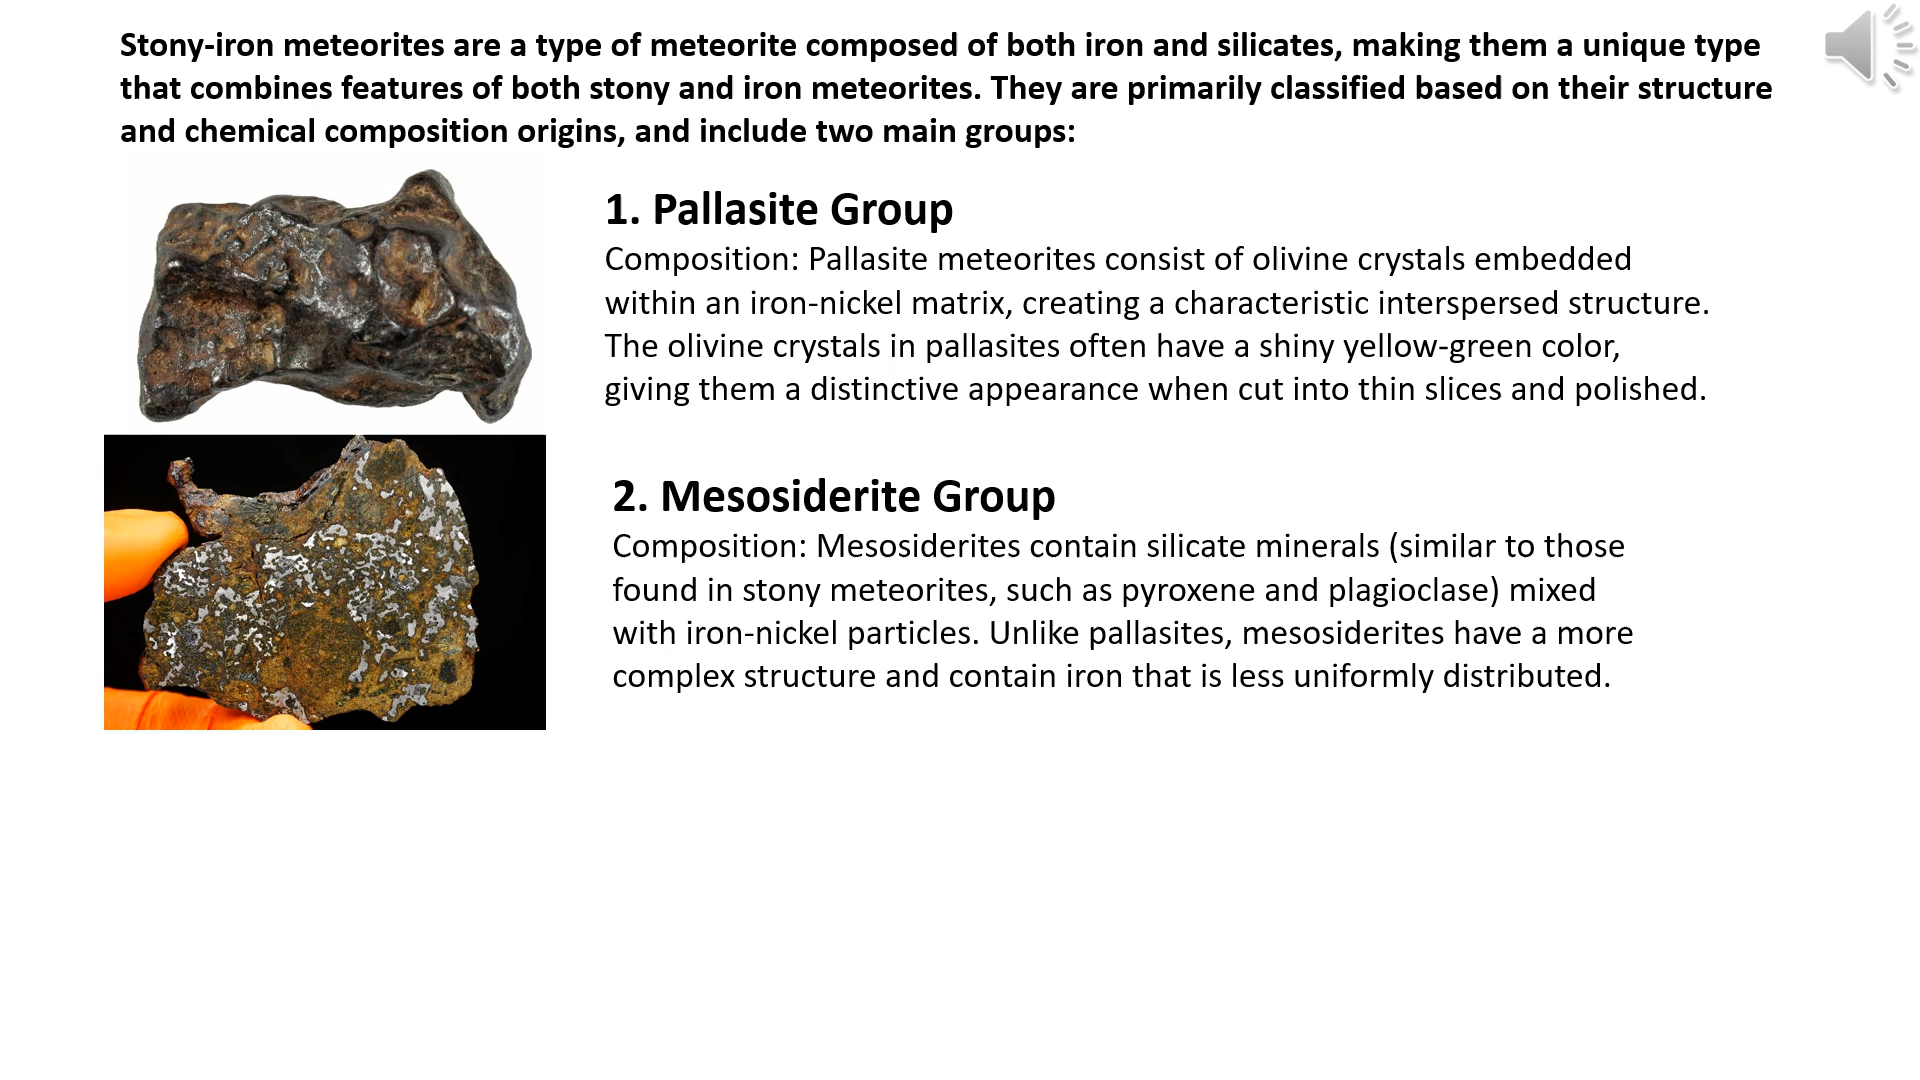 Stony-iron meteorites are a type of meteorite composed of both iron and silicates, making them a unique type
that combines features of both stony and iron meteorites. They are primarily classified based on their structure
and chemical composition origins, and include two main groups:
1. Pallasite Group
Composition: Pallasite meteorites consist of olivine crystals embedded
within an iron-nickel matrix, creating a characteristic interspersed structure.
The olivine crystals in pallasites often have a shiny yellow-green color,
giving them a distinctive appearance when cut into thin slices and polished.
2. Mesosiderite Group
Composition: Mesosiderites contain silicate minerals (similar to those
found in stony meteorites, such as pyroxene and plagioclase) mixed
with iron-nickel particles. Unlike pallasites, mesosiderites have a more
complex structure and contain iron that is less uniformly distributed.